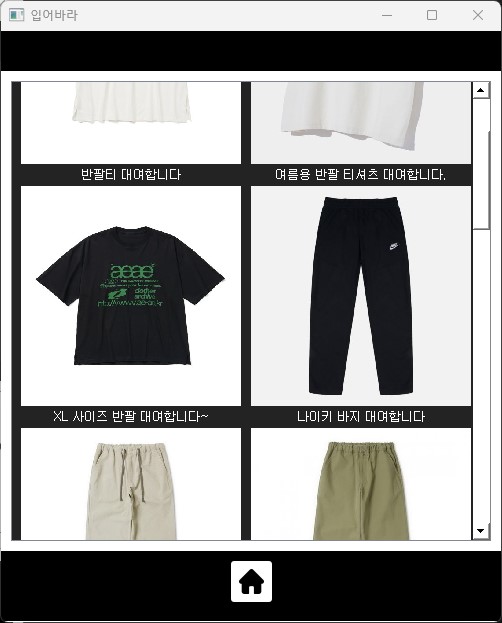 입어바라
반팔티 대여합니다
여름용 반팔 티셔츠 대여합니다.
aeae
XL 사이즈 반팔 대여합니다~
나이키 바지 대여합니다